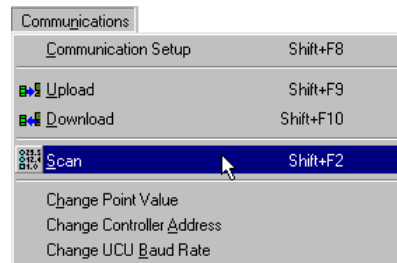 Communications
Communication Setup Shift+F8
Upload Shift+F9
Download Shift+F10
Scan Shift+F2
Change Point Value
Change Controller Address
Change UCU Baud Rate